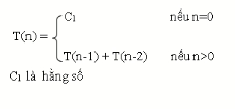 C₁ nếu n=0
T(n) =
T(n-1) + T(n-2) nếu n>0
C₁ là hằng số